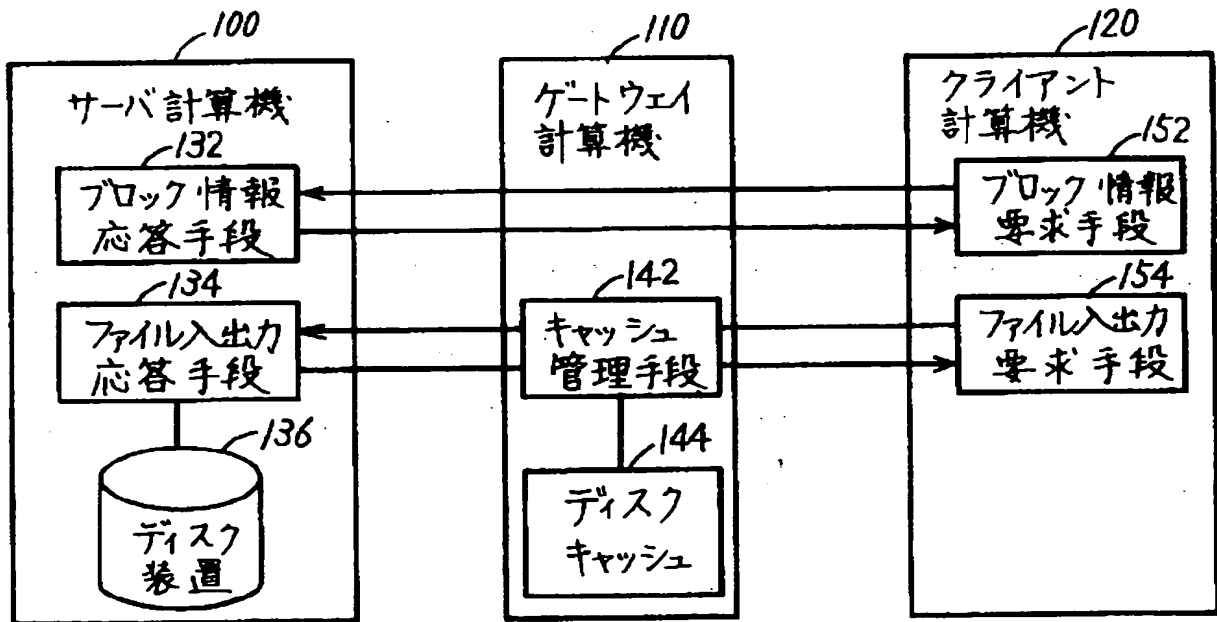 100
サーバ計算機
132
ブロック情報
応答手段
134
ファイル入出力
応答手段
136
ディスク
装置
110
ゲートウェイ
計算機
142
キャッシュ
管理手段
144
ディスク
キャッシュ
120
クライアント
計算機
152
ブロック情報
要求手段
154
ファイル入出力
要求手段